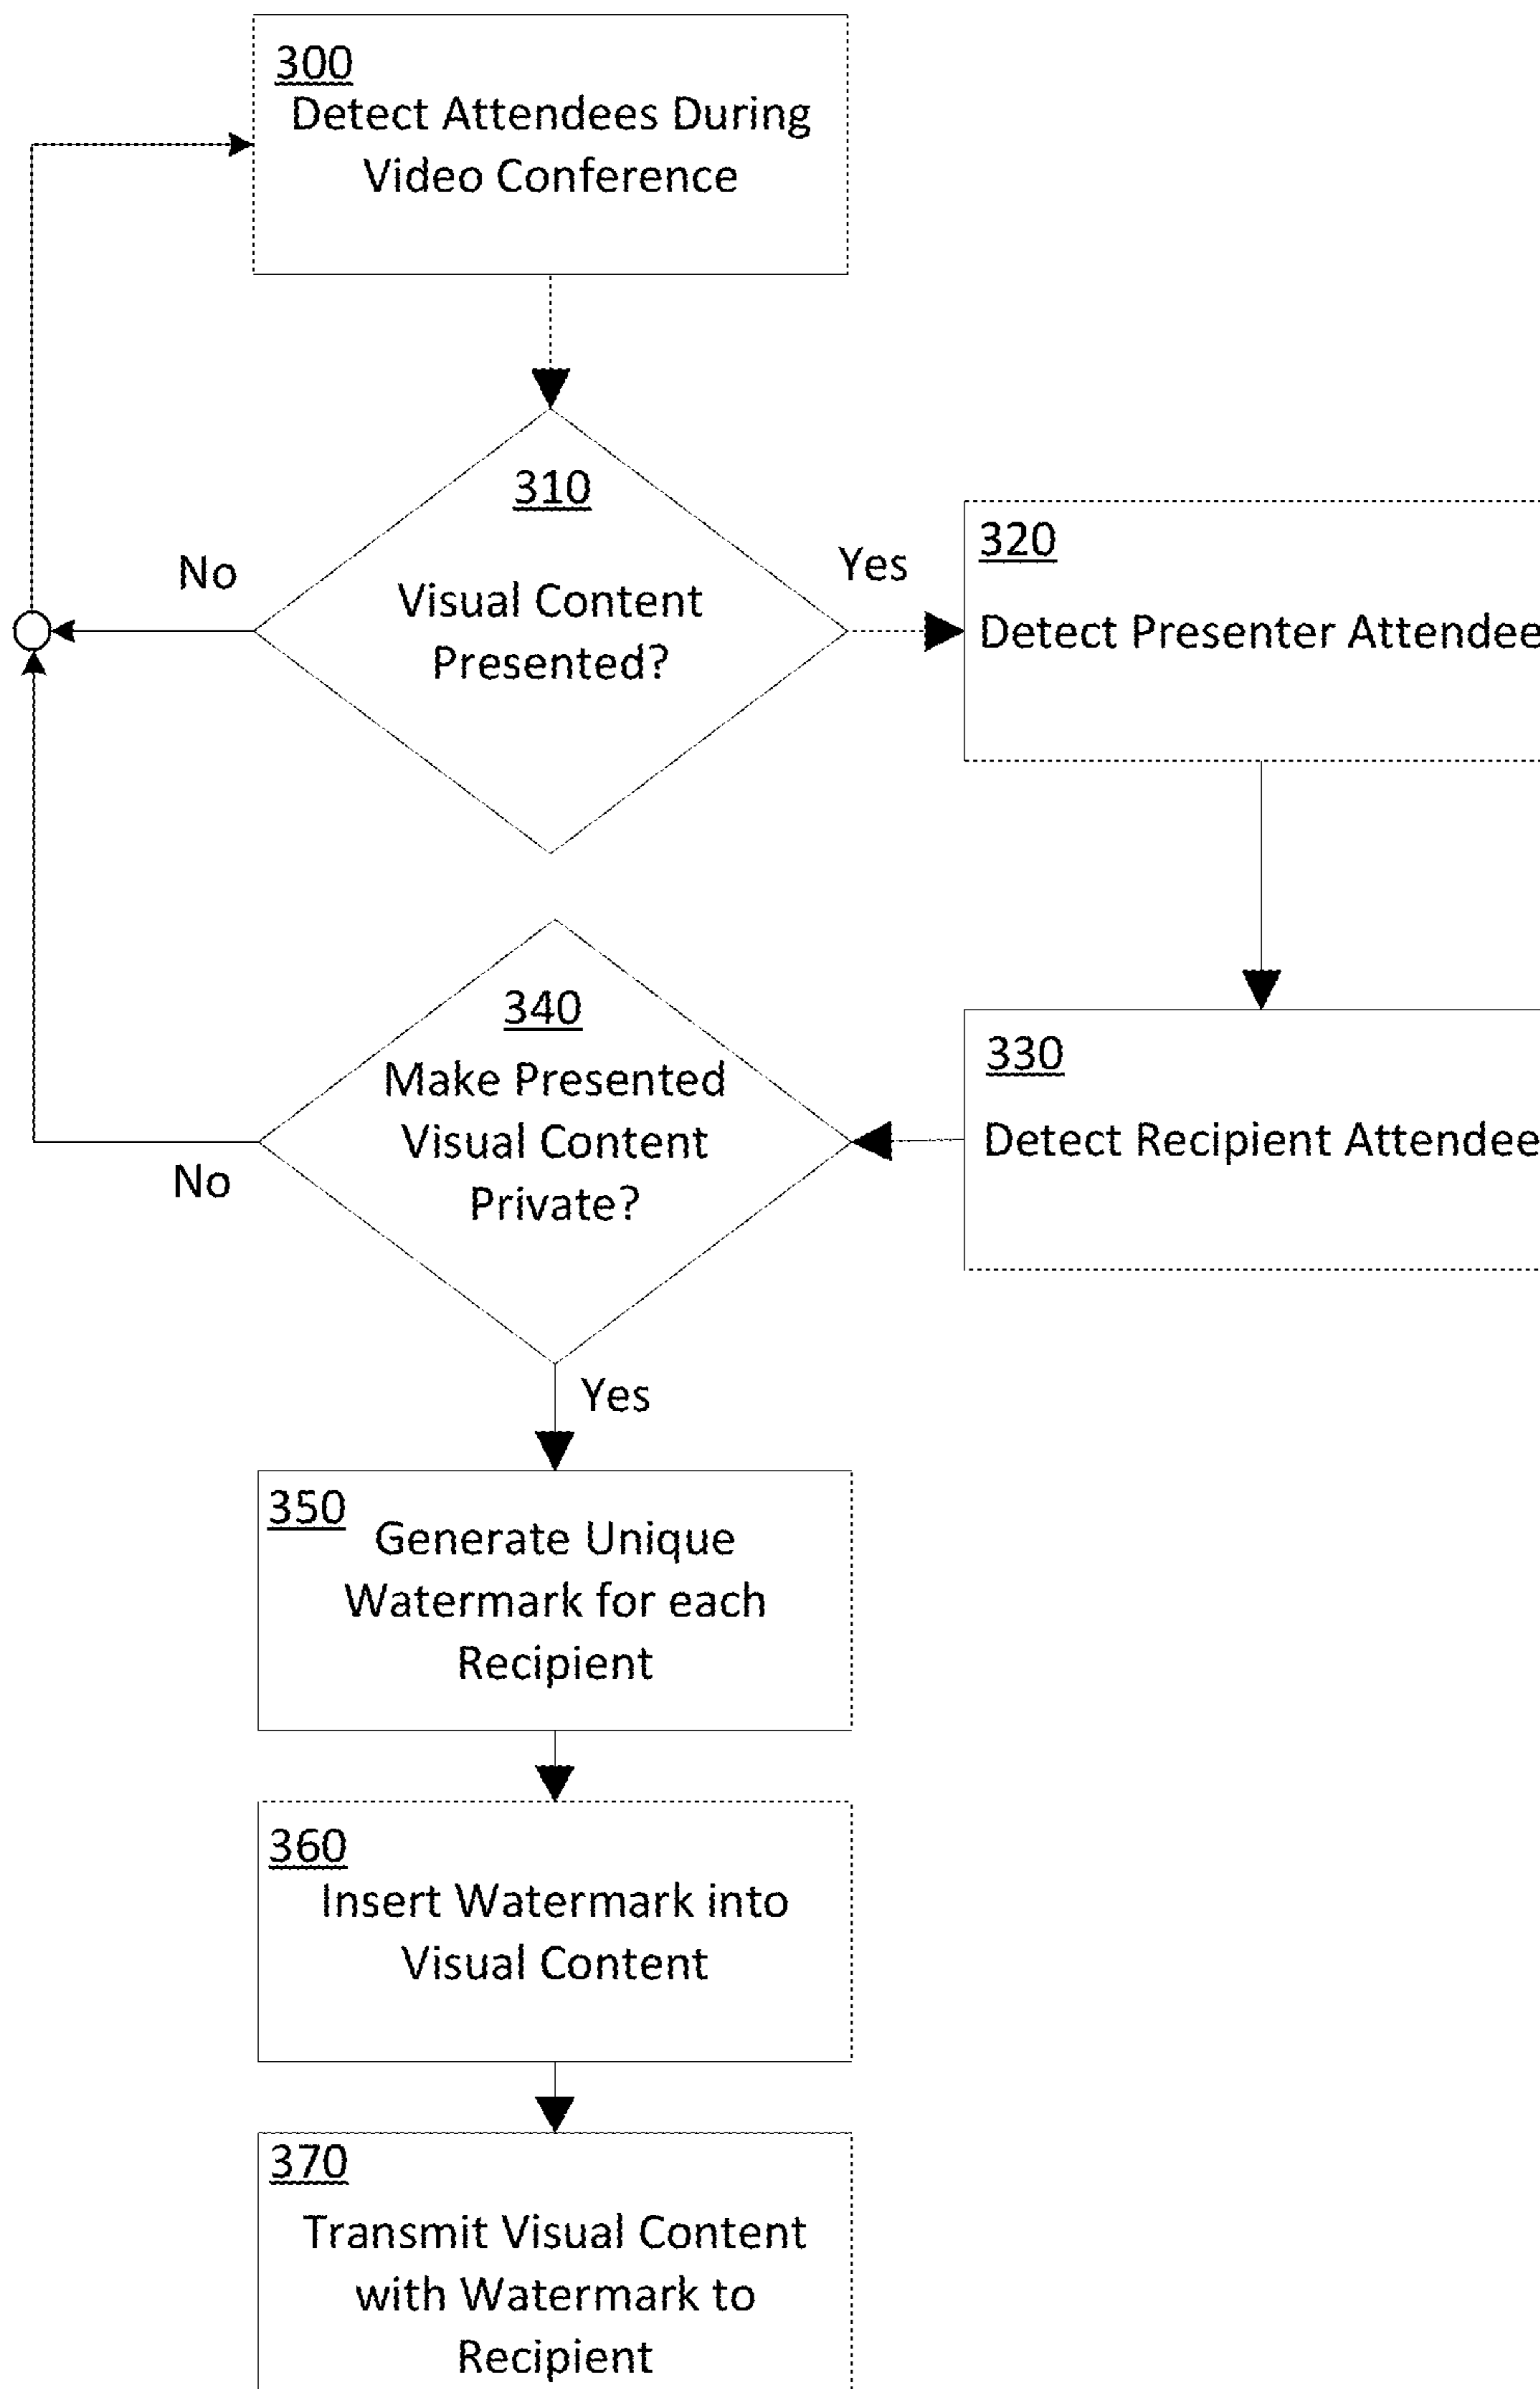 300
Detect Attendees During
Video Conference
310
Visual Content
Presented?
No
Yes
320
Detect Presenter Attendee
330
Detect Recipient Attendee
340
Make Presented
Visual Content
Private?
No
Yes
350
Generate Unique
Watermark for each
Recipient
360
Insert Watermark into
Visual Content
370
Transmit Visual Content
with Watermark to
Recipient